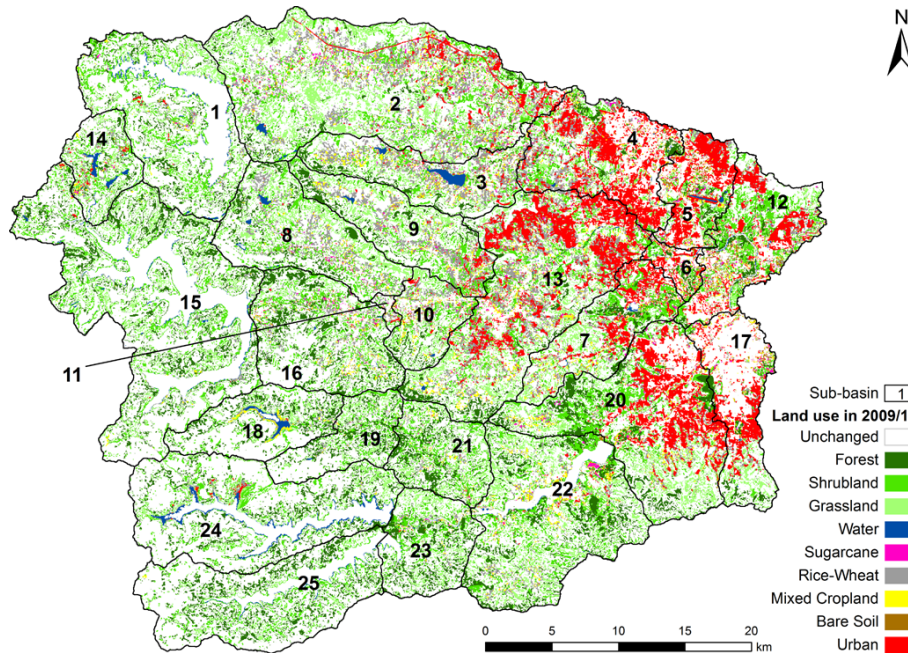 N
1
2
14
4
3
5
12
8
9
6
13
15
10
7
17
11
16
20
18
19
21
22
24
23
25
Sub-basin 1
Land use in 2009/1
Unchanged
Forest
Shrubland
Grassland
Water
Sugarcane
Rice-Wheat
Mixed Cropland
Bare Soil
Urban
0 5 10 15 20
km